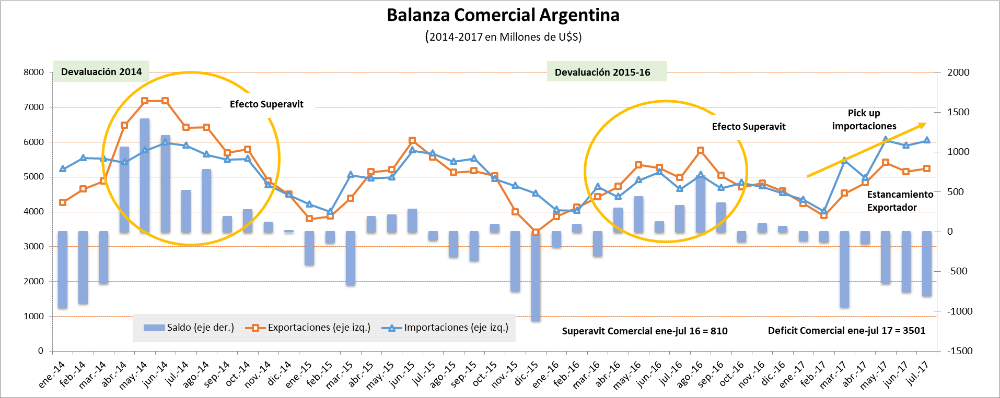 Balanza Comercial Argentina
(2014-2017 en Millones de U$S)
Devaluación 2014
Devaluación 2015-16
Efecto Superavit
Efecto Superavit
Pick up
importaciones
Estancamiento
Exportador
8000
7000
6000
5000
4000
3000
2000
1000
0
2000
1500
1000
500
0
-500
-1000
-1500
Saldo (eje der.)
Exportaciones (eje izq.)
Importaciones (eje izq.)
Superavit Comercial ene-jul 16 = 810
Deficit Comercial ene-jul 17 = 3501
ene.-14
feb.-14
mar.-14
abr.-14
may.-14
jun.-14
jul.-14
ago.-14
sep.-14
oct.-14
nov.-14
dic.-14
ene.-15
feb.-15
mar.-15
abr.-15
may.-15
jun.-15
jul.-15
ago.-15
sep.-15
oct.-15
nov.-15
dic.-15
ene.-16
feb.-16
mar.-16
abr.-16
may.-16
jun.-16
jul.-16
ago.-16
sep.-16
oct.-16
nov.-16
dic.-16
ene.-17
feb.-17
mar.-17
abr.-17
may.-17
jun.-17
jul.-17